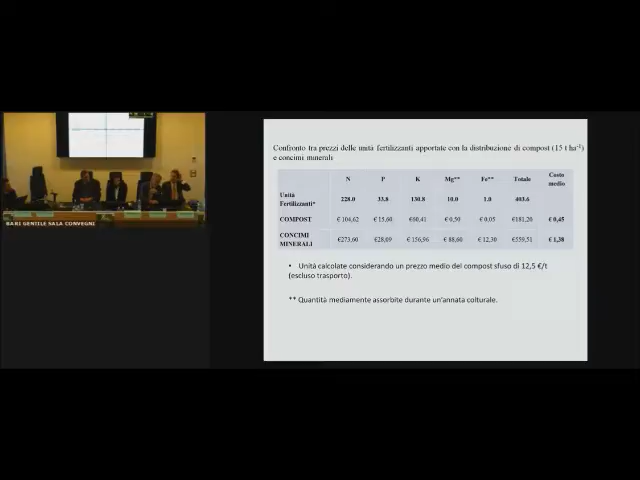 Confronto tra prezzi delle unità fertilizzanti apportate con la distribuzione di compost (15 t ha-1)
e concimi minerali
N P K Mg** Fe** Totale Costo medio
Unità Fertilizzanti* 228.0 33.8 130.8 10.0 1.0 403.6
COMPOST € 104,62 € 15,60 €60,41 € 0,50 € 0,05 €181,20 € 0,45
CONCIMI MINERALI €273,60 €28,09 € 156,96 € 88,60 € 12,30 €559,51 € 1,38
• Unità calcolate considerando un prezzo medio del compost sfuso di 12,5 €/t
(escluso trasporto).
** Quantità mediamente assorbite durante un'annata colturale.
BARI GENTILE SALA CONVEGNI